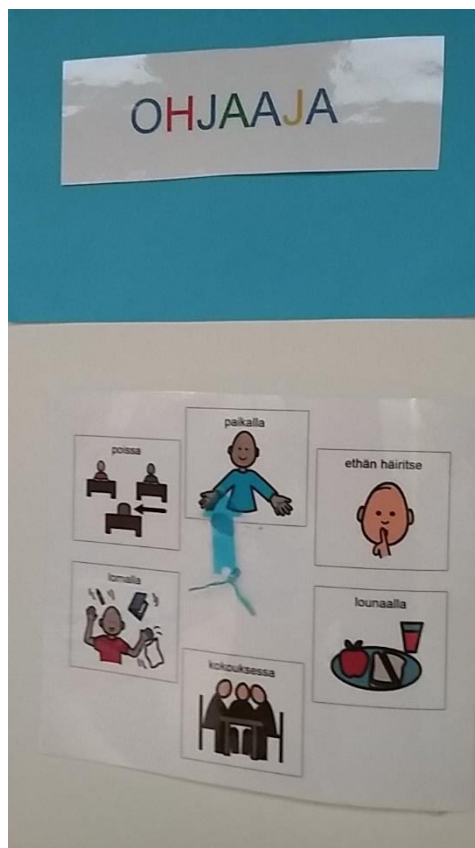 OHJAAJA
paikalla
poissa
ethän häiritse
lomalla
lounaalla
kokouksessa